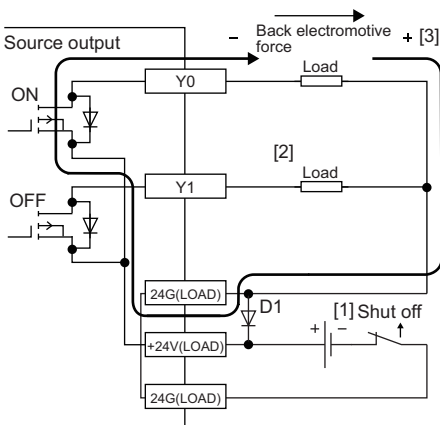 Back electromotive
force
− + [3]
Source output
Load
ON
Y0
[2]
Load
OFF
Y1
24G(LOAD)
D1
[1] Shut off
+24V(LOAD)
+ −
24G(LOAD)